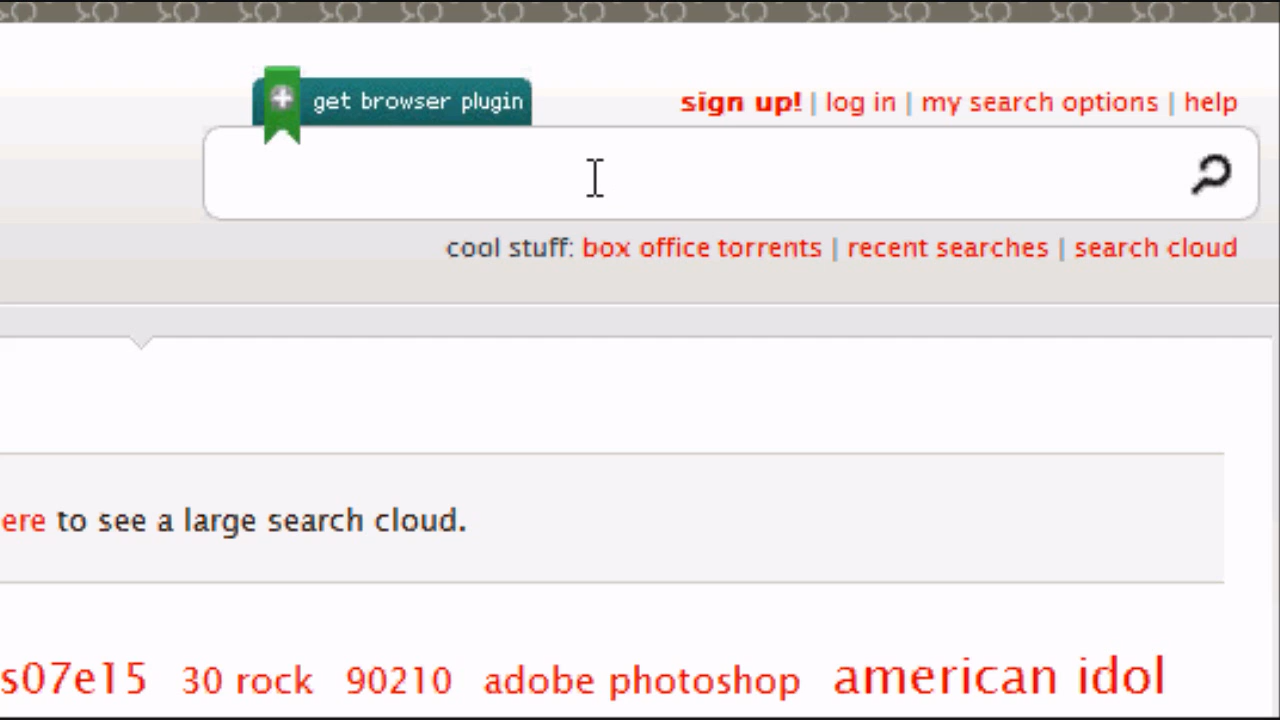 get browser plugin
sign up! | log in | my search options | help
cool stuff: box office torrents | recent searches | search cloud
ere to see a large search cloud.
s07e15 30 rock 90210 adobe photoshop american idol